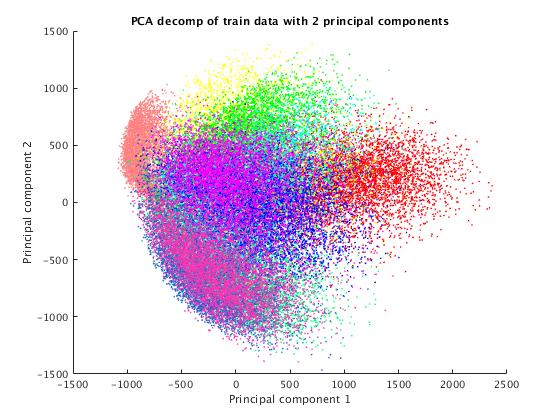 PCA decomp of train data with 2 principal components
1500
1000
500
0
−500
−1000
−1500
Principal component 2
−1500 −1000 −500 0 500 1000 1500 2000 2500
Principal component 1